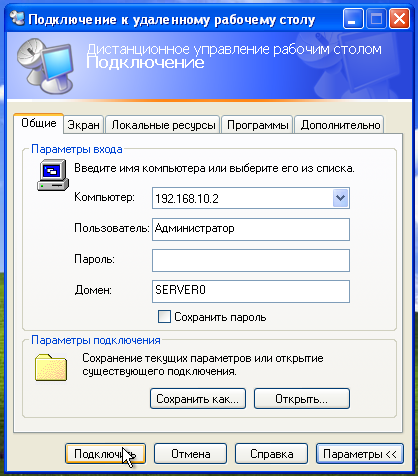 Подключение к удаленному рабочему столу
Дистанционное управление рабочим столом
Подключение
Общие Экран Локальные ресурсы Программы Дополнительно
Параметры входа
Введите имя компьютера или выберите его из списка.
Компьютер: 192.168.10.2
Пользователь: Администратор
Пароль:
Домен: SERVER0
Сохранить пароль
Параметры подключения
Сохранение текущих параметров или открытие
существующего подключения.
Сохранить как... Открыть...
Подключить Отмена Справка Параметры <<